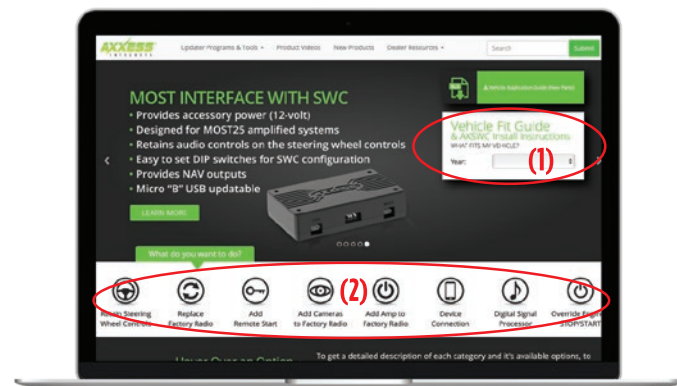 AXXESS
INTERFACES
Updater Programs & Tools
Product Videos
New Products
Dealer Resources
Search
Submit
MOST INTERFACE WITH SWC
• Provides accessory power (12-volt)
• Designed for MOST25 amplified systems
• Retains audio controls on the steering wheel controls
• Easy to set DIP switches for SWC configuration
• Provides NAV outputs
• Micro "B" USB updatable
LEARN MORE
Vehicle Application Guide
Vehicle Fit Guide
& AXSWC Install Instructions
WHAT FITS MY VEHICLE?
Year:
(1)
What do you want to do?
(2)
Retain Steering
Wheel Controls
Replace
Factory Radio
Add
Remote Start
Add Cameras
to Factory Radio
Add Amp to
Factory Radio
Device
Connection
Digital Signal
Processor
Override Engine
STOP/START
Hover Over an Option
To get a detailed description of each category and it's available options, to